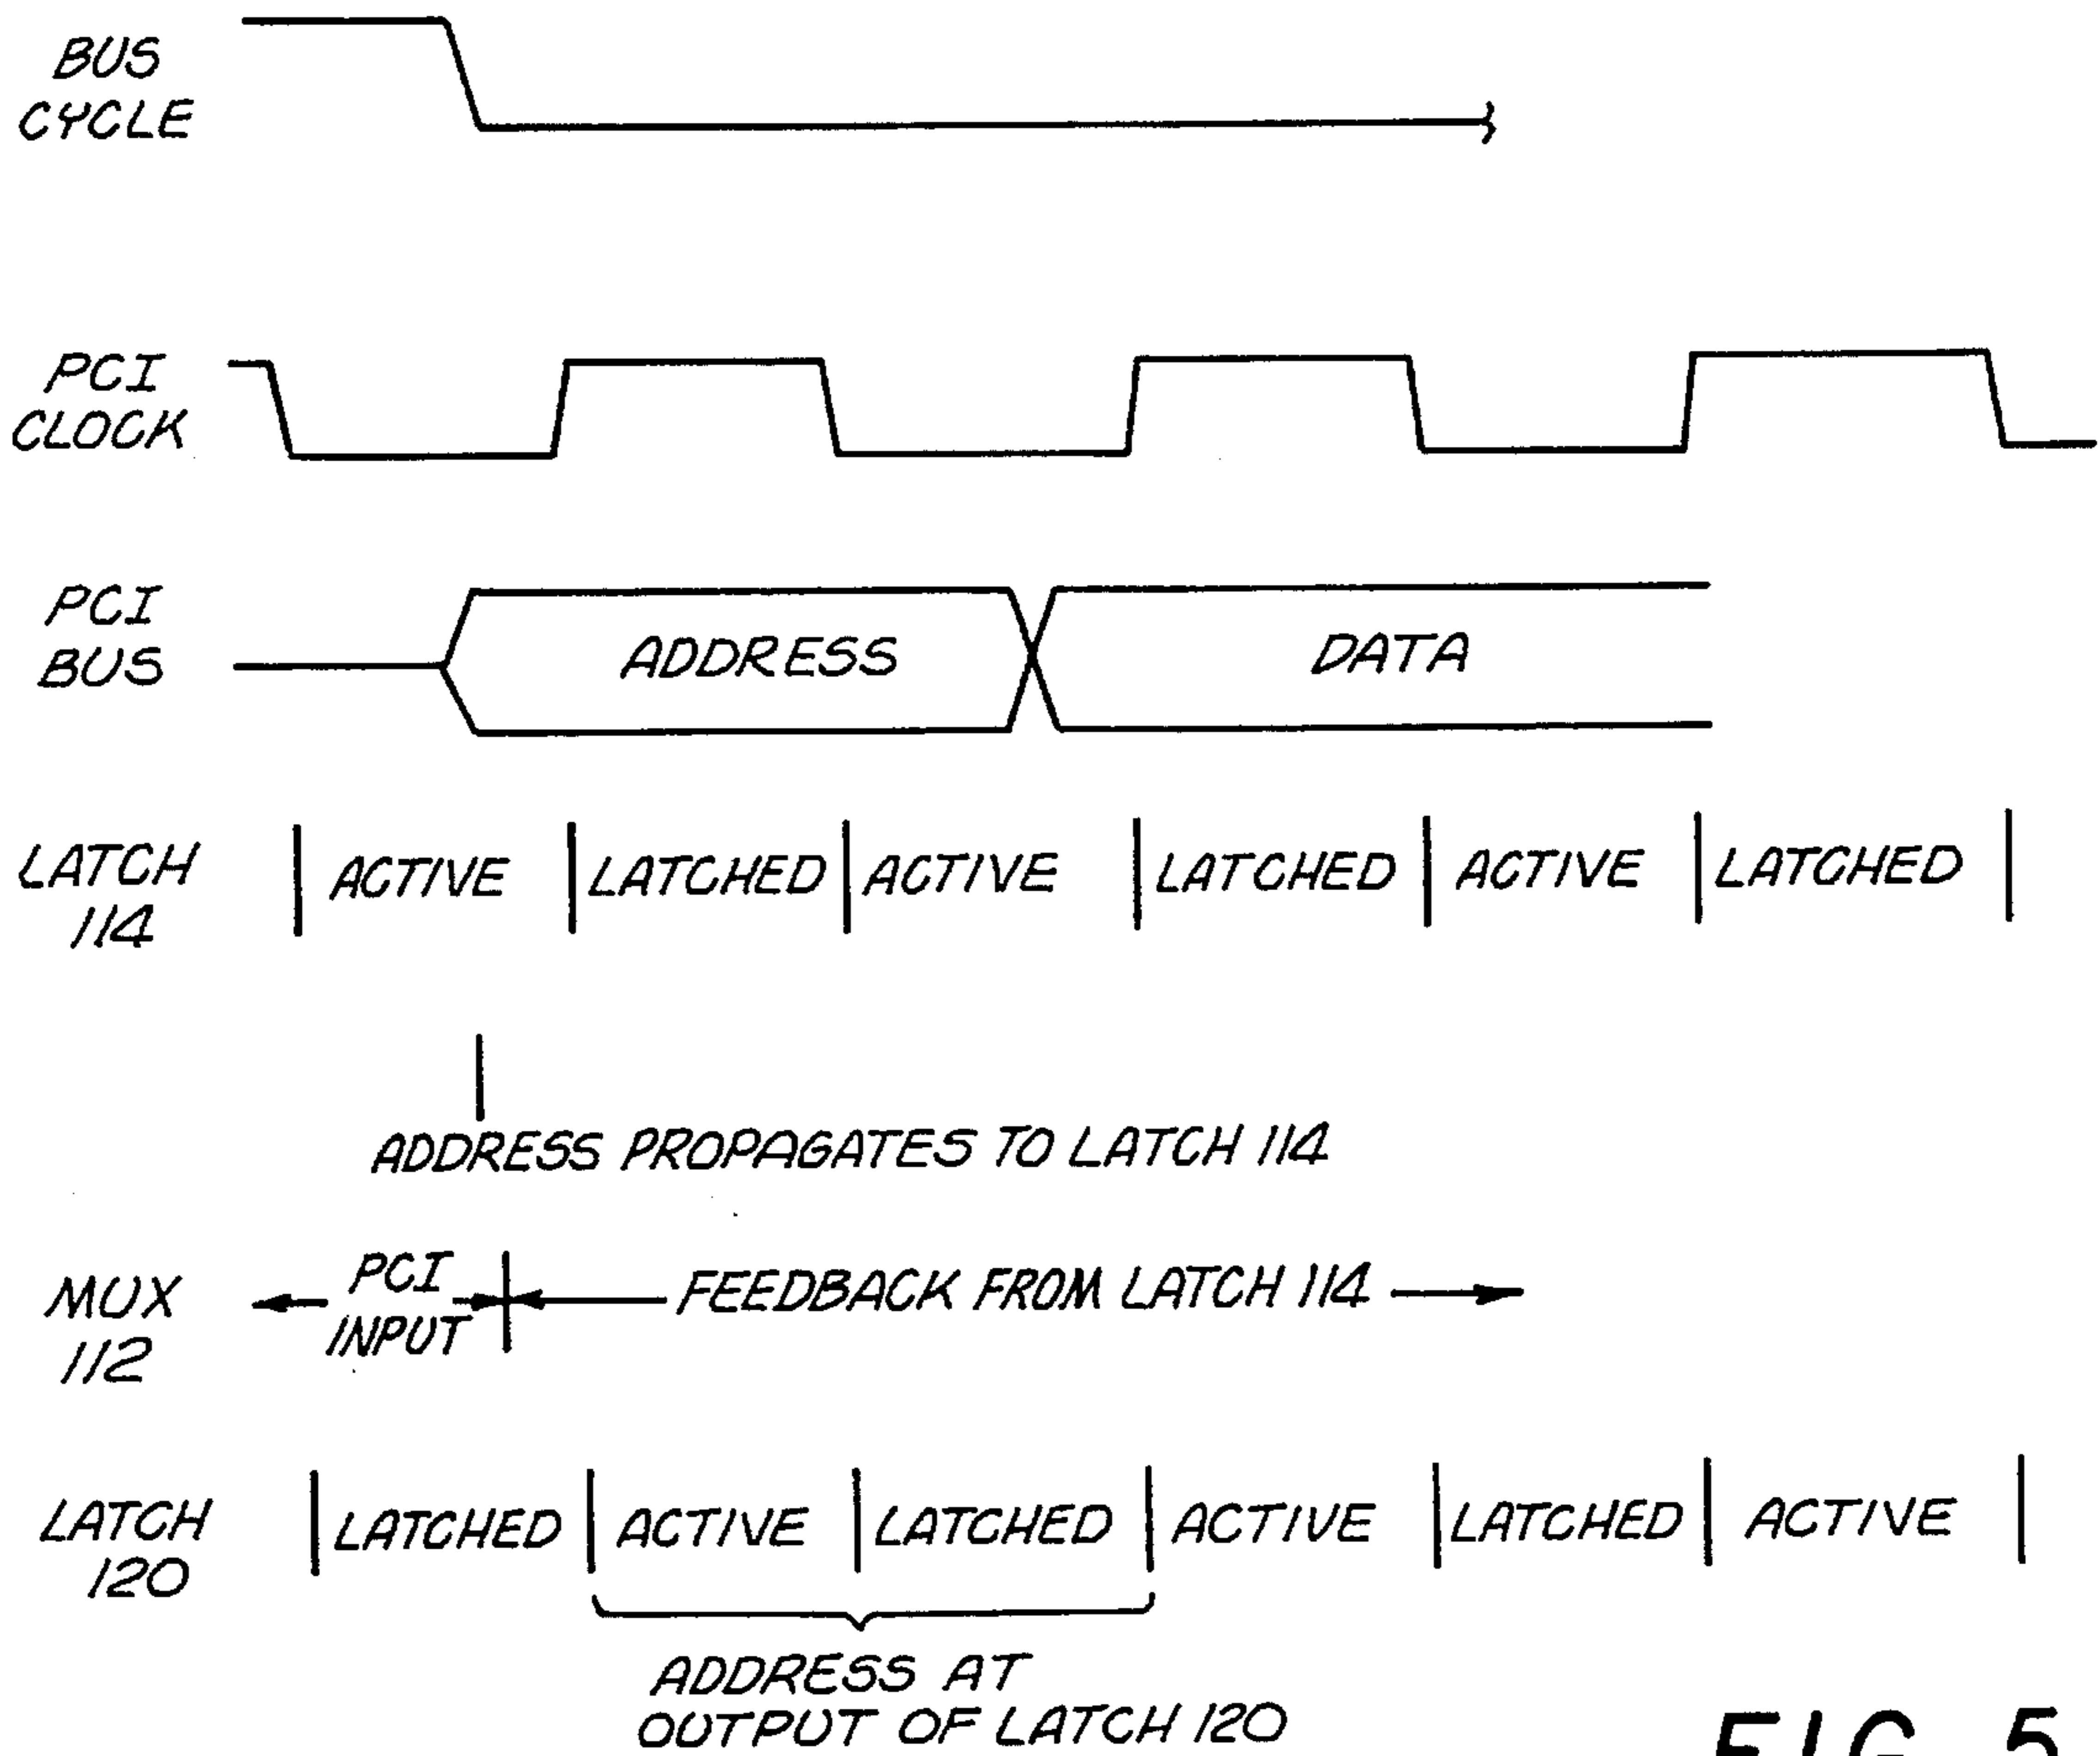 BUS
CYCLE
PCI
CLOCK
PCI
BUS
ADDRESS
DATA
LATCH
114
ACTIVE
LATCHED
ACTIVE
LATCHED
ACTIVE
LATCHED
ADDRESS PROPAGATES TO LATCH 114
MUX
112
PCI
INPUT
FEEDBACK FROM LATCH 114
LATCH
120
LATCHED
ACTIVE
LATCHED
ACTIVE
LATCHED
ACTIVE
ADDRESS AT
OUTPUT OF LATCH 120
FIG. 5